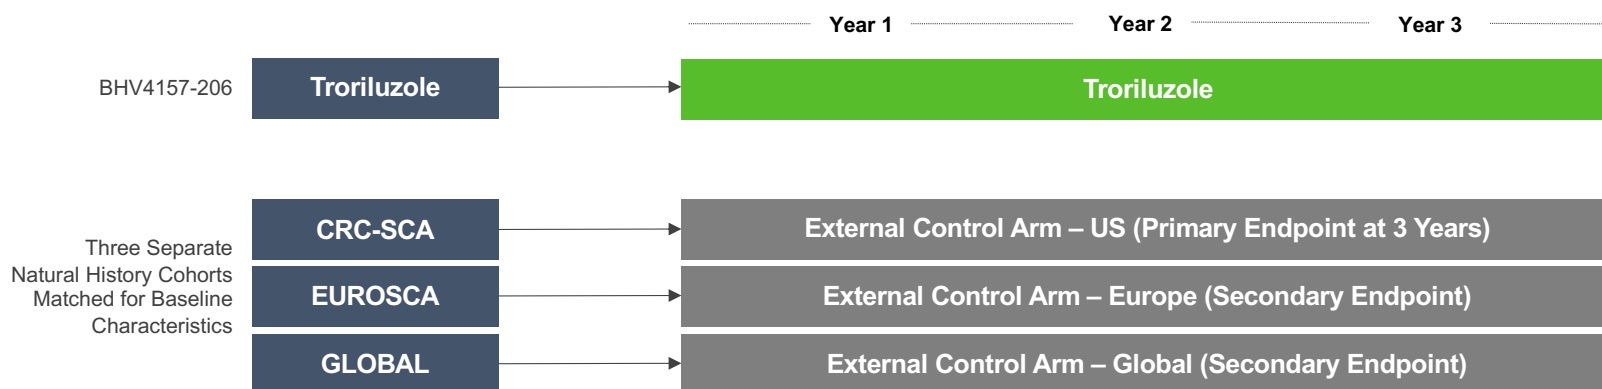 Year 1
Year 2
Year 3
BHV4157-206
Troriluzole
Troriluzole
Three Separate
Natural History Cohorts
Matched for Baseline
Characteristics
CRC-SCA
External Control Arm – US (Primary Endpoint at 3 Years)
EUROSCA
External Control Arm – Europe (Secondary Endpoint)
GLOBAL
External Control Arm – Global (Secondary Endpoint)